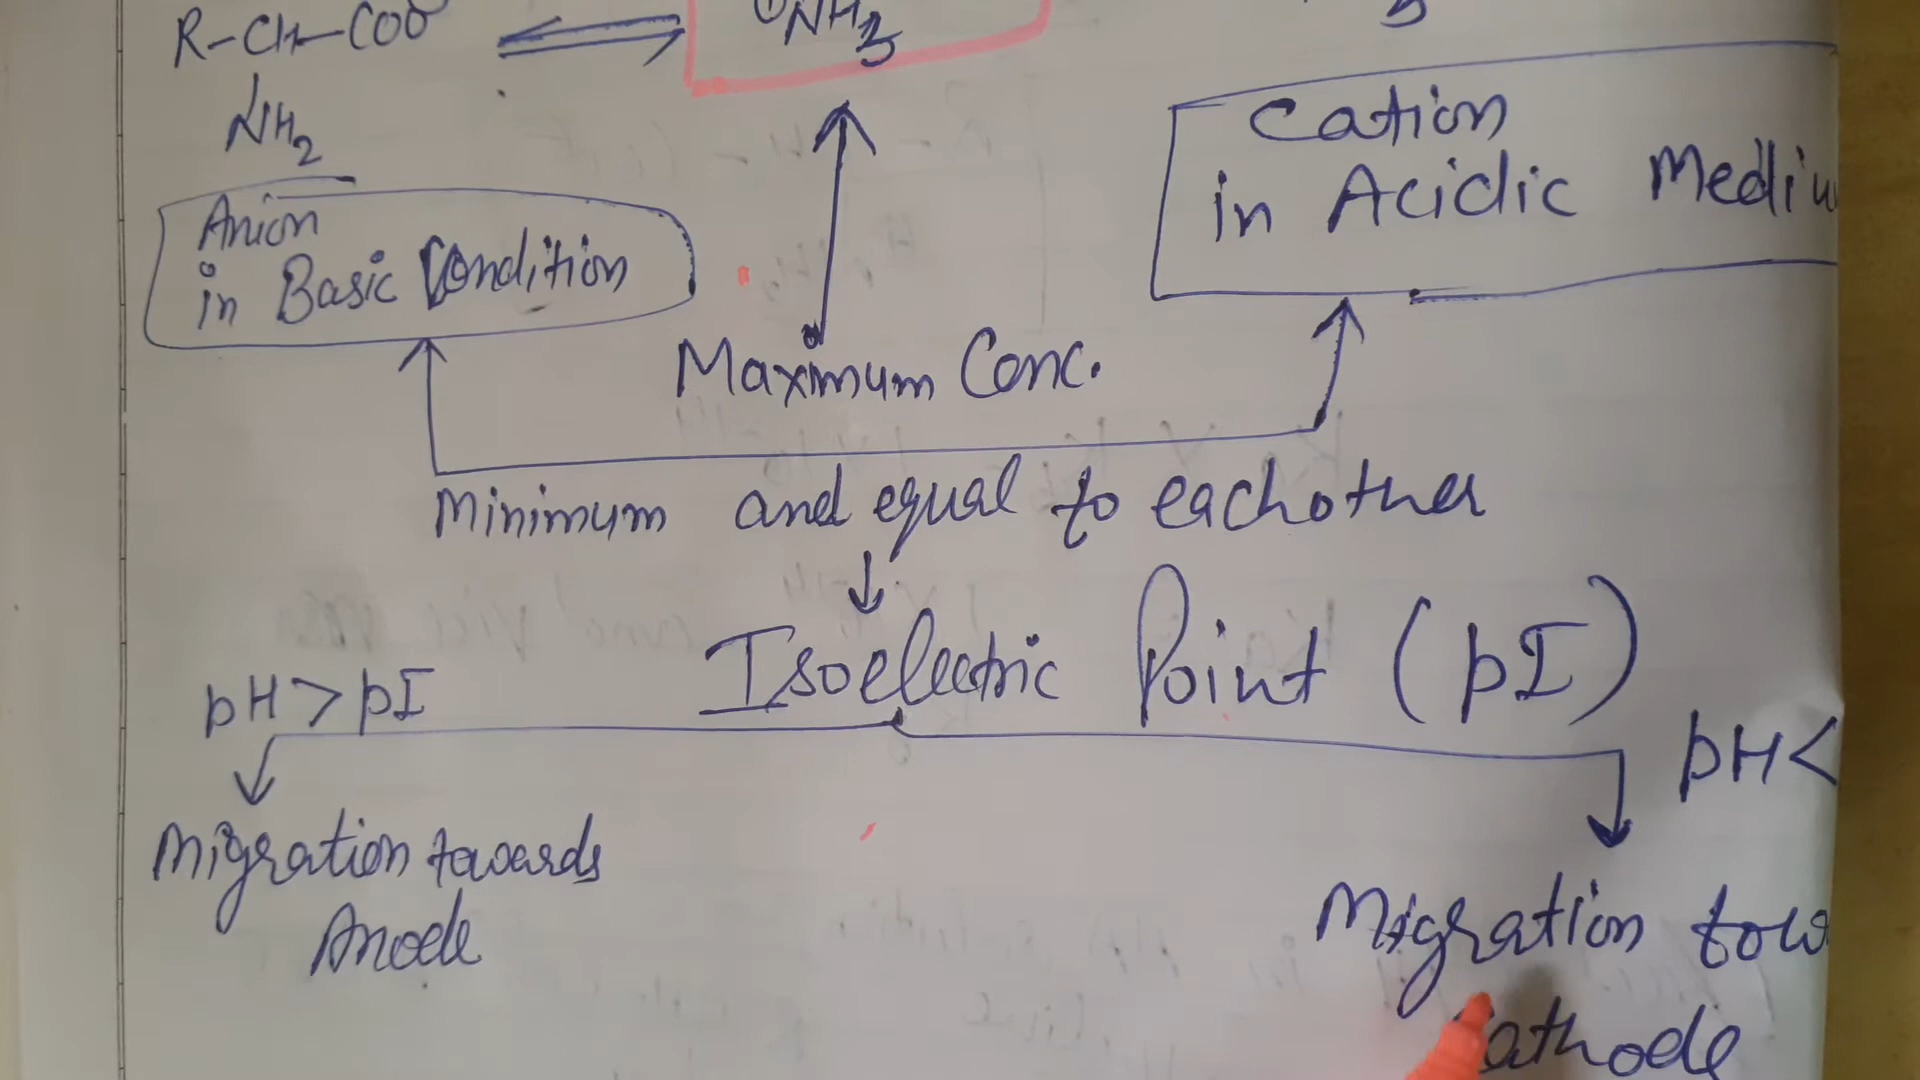 R-CH-COO
NH2
⊕NH3
Anion
in Basic Condition
Cation
in Acidic Mediu
Maximum Conc.
Minimum and equal to eachother
↓
Isoelectric Point (pI)
pH > pI
pH <
Migration towards
Anode
Migration tow
Cathode